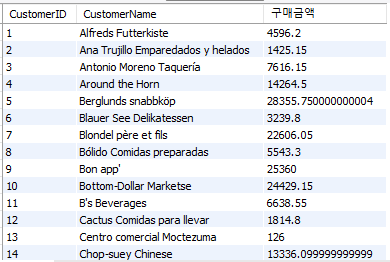 CustomerID CustomerName 구매금액
1 Alfreds Futterkiste 4596.2
2 Ana Trujillo Emparedados y helados 1425.15
3 Antonio Moreno Taquería 7616.15
4 Around the Horn 14264.5
5 Berglunds snabbköp 28355.750000000004
6 Blauer See Delikatessen 3239.8
7 Blondel père et fils 22606.05
8 Bólido Comidas preparadas 5543.3
9 Bon app' 25360
10 Bottom-Dollar Marketse 24429.15
11 B's Beverages 6638.55
12 Cactus Comidas para llevar 1814.8
13 Centro comercial Moctezuma 126
14 Chop-suey Chinese 13336.099999999999